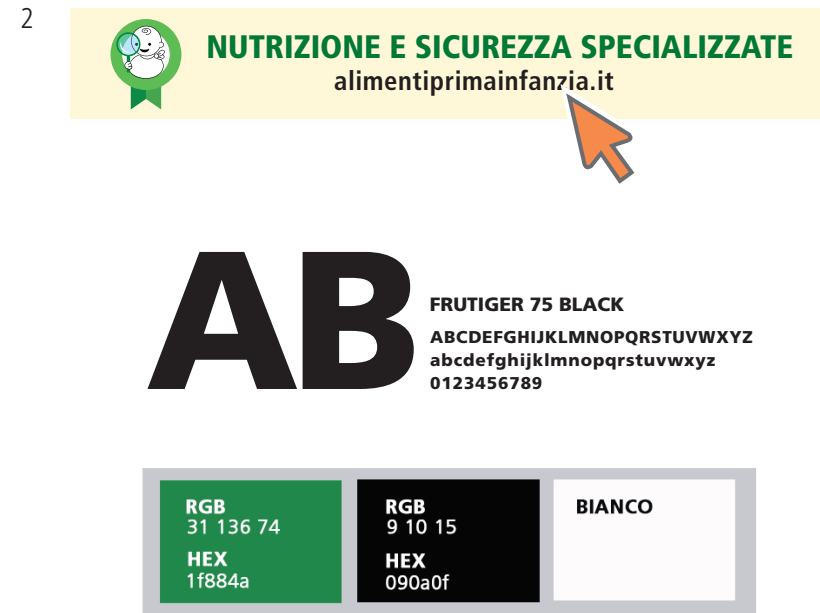 2
NUTRIZIONE E SICUREZZA SPECIALIZZATE
alimentiprimainfanzia.it
AB
FRUTIGER 75 BLACK
ABCDEFGHIJKLMNOPQRSTUVWXYZ
abcdefghijklmnopqrstuvwxyz
0123456789
RGB
31 136 74
HEX
1f884a
RGB
9 10 15
HEX
090a0f
BIANCO